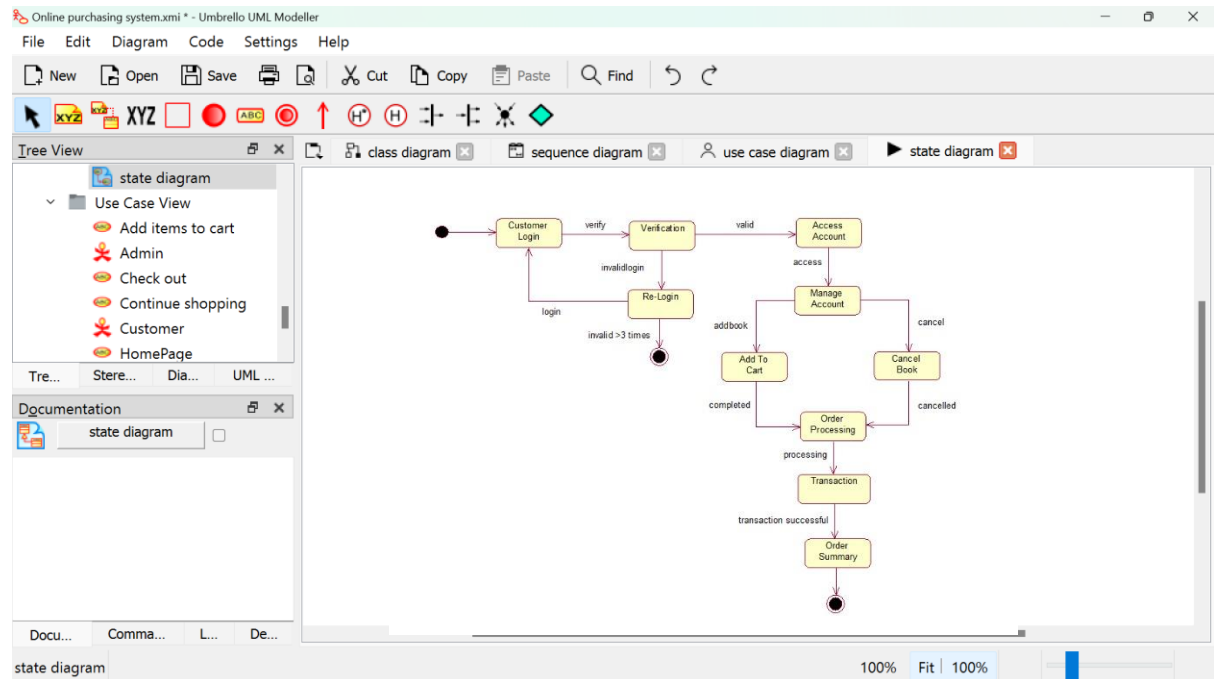 Online purchasing system.xmi * - Umbrello UML Modeller
File Edit Diagram Code Settings Help
New Open Save Cut Copy Paste Find
XYZ XYZ XYZ ABC H* H
Tree View
class diagram sequence diagram use case diagram state diagram
state diagram
Use Case View
Add items to cart
Admin
Check out
Continue shopping
Customer
HomePage
Tre... Stere... Dia... UML ...
Documentation
state diagram
Customer
Login
verify
Verification
valid
Access
Account
invalidlogin
access
Re-Login
login
Manage
Account
invalid >3 times
addbook
cancel
Add To
Cart
Cancel
Book
completed
cancelled
Order
Processing
processing
Transaction
transaction successful
Order
Summary
Docu... Comma... L... De...
state diagram
100% Fit 100%